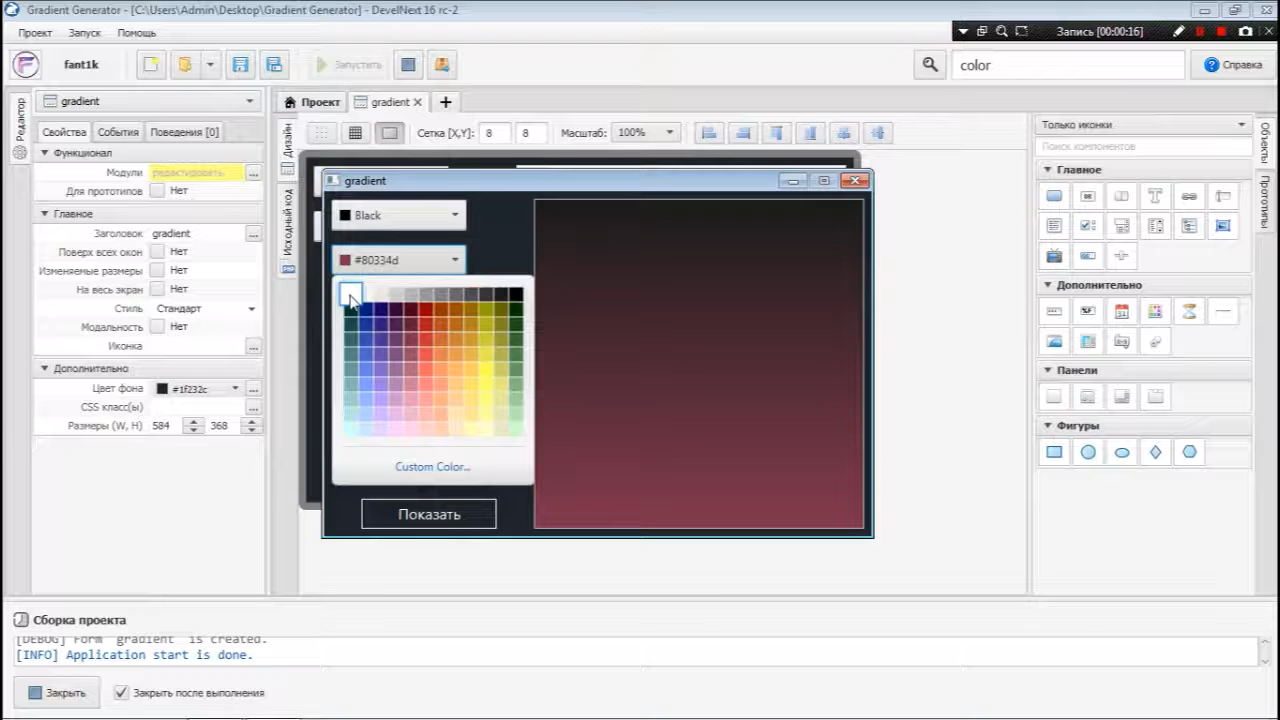 Gradient Generator - [C:\Users\Admin\Desktop\Gradient Generator] - DevelNext 16 rc-2
Проект Запуск Помощь
Запись [00:00:16]
fant1k
Запустить
color
Справка
Редактор
gradient
Проект
gradient
Свойства События Поведения [0]
Дизайн
Исходный код
Сетка [X,Y]: 8 8 Масштаб: 100%
Функционал
Модули редактировать
Для прототипов Нет
Главное
Заголовок gradient
Поверх всех окон Нет
Изменяемые размеры Нет
На весь экран Нет
Стиль Стандарт
Модальность Нет
Иконка
Дополнительно
Цвет фона #1f232c
CSS класс(ы)
Размеры (W, H) 584 368
gradient
Black
#80334d
Custom Color...
Показать
Только иконки
Поиск компонентов
Главное
Дополнительно
Панели
Фигуры
Объекты
Прототипы
Сборка проекта
[DEBUG] Form gradient is created.
[INFO] Application start is done.
Закрыть
Закрыть после выполнения